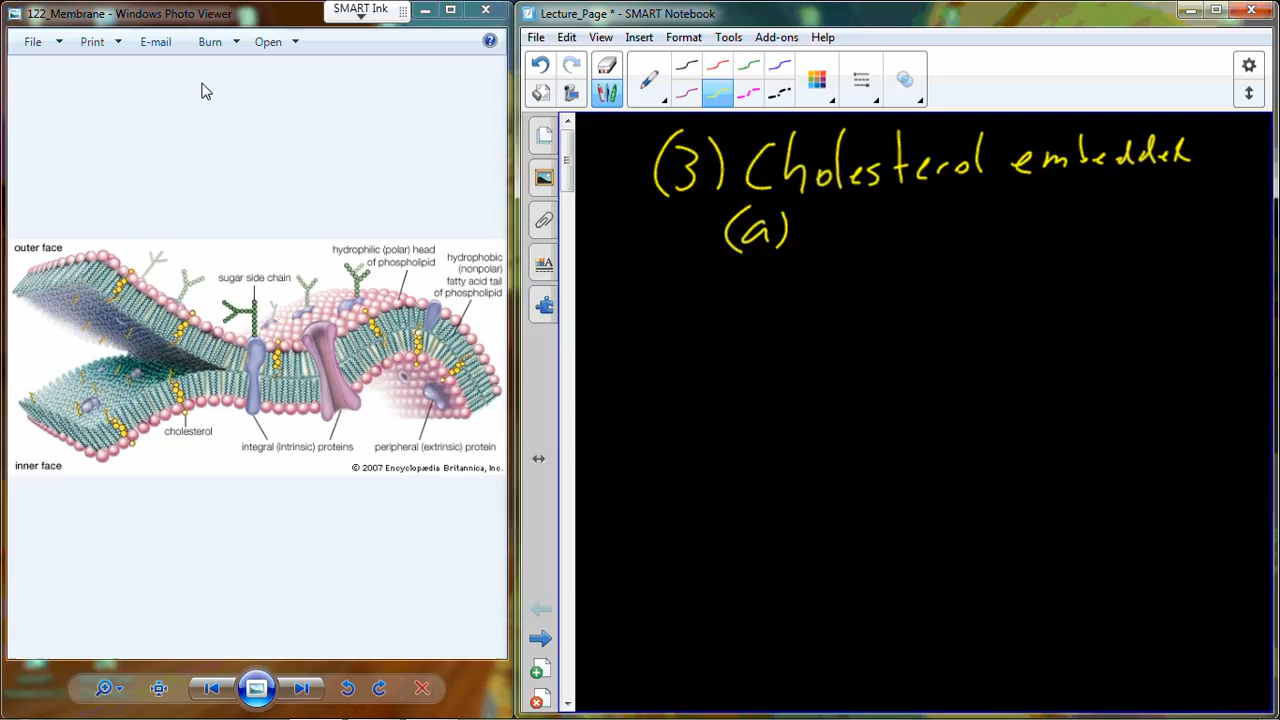 122_Membrane - Windows Photo Viewer
SMART Ink
File Print E-mail Burn Open
outer face
sugar side chain
hydrophilic (polar) head
of phospholipid
hydrophobic
(nonpolar)
fatty acid tail
of phospholipid
cholesterol
integral (intrinsic) proteins
peripheral (extrinsic) protein
inner face
© 2007 Encyclopædia Britannica, Inc.
Lecture_Page * - SMART Notebook
File Edit View Insert Format Tools Add-ons Help
(3) Cholesterol embedded
(a)